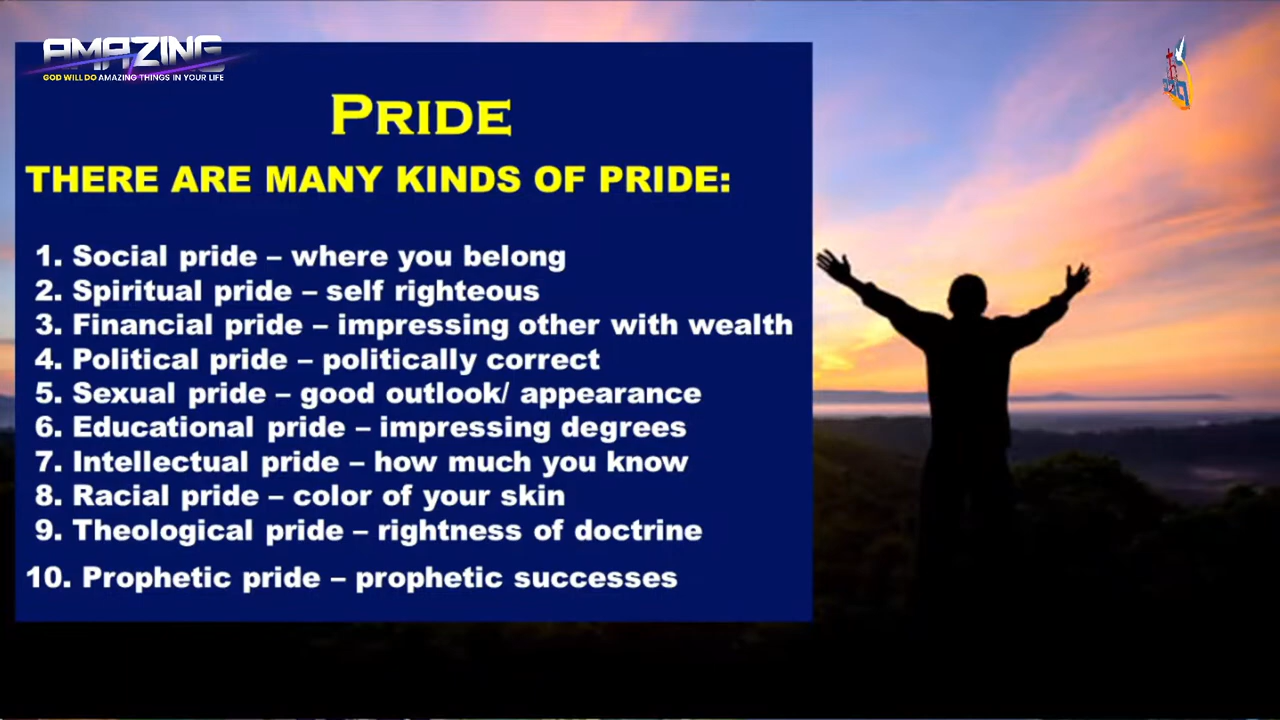 AMAZING
GOD WILL DO AMAZING THINGS IN YOUR LIFE
PRIDE
THERE ARE MANY KINDS OF PRIDE:
1. Social pride – where you belong
2. Spiritual pride – self righteous
3. Financial pride – impressing other with wealth
4. Political pride – politically correct
5. Sexual pride – good outlook/ appearance
6. Educational pride – impressing degrees
7. Intellectual pride – how much you know
8. Racial pride – color of your skin
9. Theological pride – rightness of doctrine
10. Prophetic pride – prophetic successes